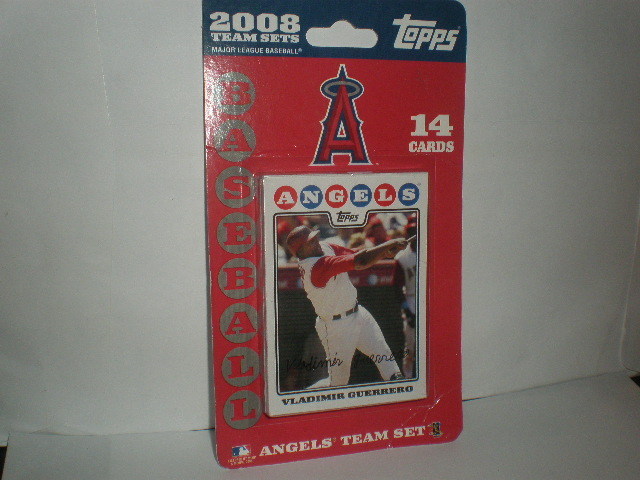 2008
TEAM SETS
MAJOR LEAGUE BASEBALL®
topps
BASEBALL
A
14
CARDS
ANGELS
topps
Vladimir Guerrero
VLADIMIR GUERRERO
ANGELS' TEAM SET